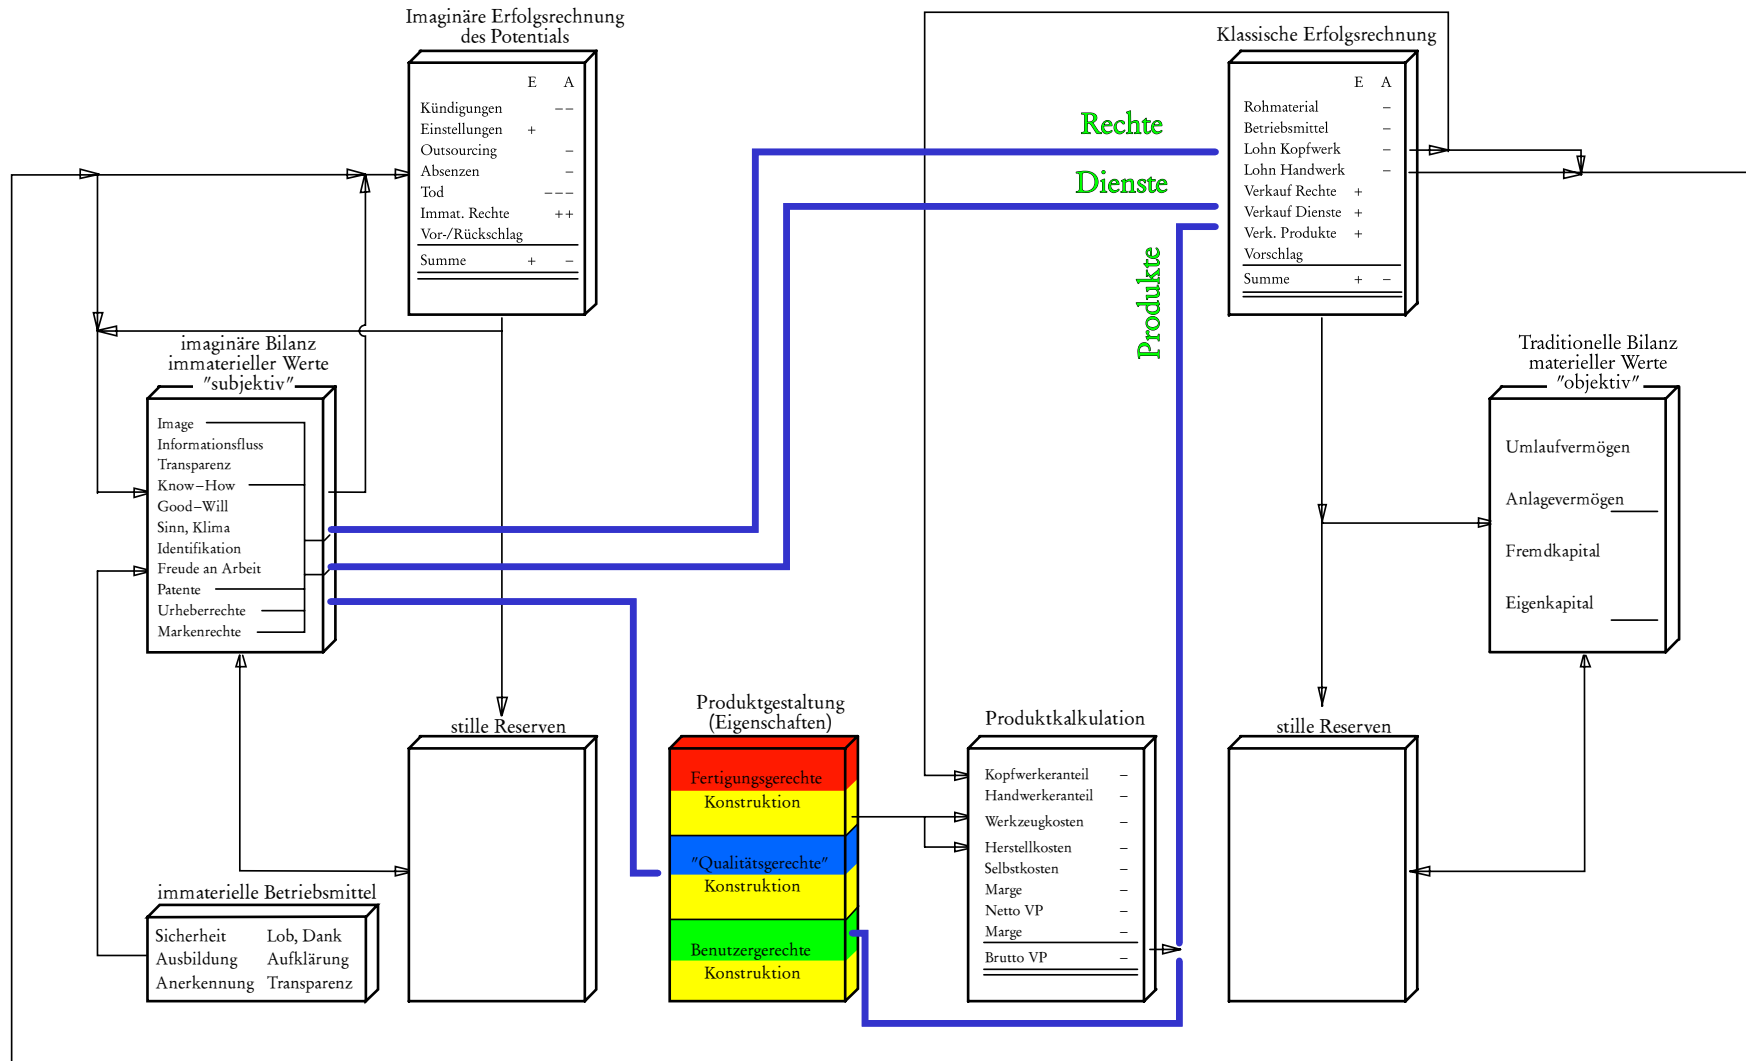 Imaginäre Erfolgsrechnung
des Potentials
E A
Kündigungen −−
Einstellungen +
Outsourcing −
Absenzen −
Tod −−−
Immat. Rechte ++
Vor-/Rückschlag
Summe + −
Klassische Erfolgsrechnung
E A
Rohmaterial −
Betriebsmittel −
Lohn Kopfwerk −
Lohn Handwerk −
Verkauf Rechte +
Verkauf Dienste +
Verk. Produkte +
Vorschlag
Summe + −
Rechte
Dienste
Produkte
imaginäre Bilanz
immaterieller Werte
"subjektiv"
Image
Informationsfluss
Transparenz
Know−How
Good−Will
Sinn, Klima
Identifikation
Freude an Arbeit
Patente
Urheberrechte
Markenrechte
Traditionelle Bilanz
materieller Werte
"objektiv"
Umlaufvermögen
Anlagevermögen
Fremdkapital
Eigenkapital
stille Reserven
Produktgestaltung
(Eigenschaften)
Fertigungsgerechte
Konstruktion
"Qualitätsgerechte"
Konstruktion
Benutzergerechte
Konstruktion
Produktkalkulation
Kopfwerkeranteil −
Handwerkeranteil −
Werkzeugkosten −
Herstellkosten −
Selbstkosten −
Marge −
Netto VP −
Marge −
Brutto VP −
stille Reserven
immaterielle Betriebsmittel
Sicherheit Lob, Dank
Ausbildung Aufklärung
Anerkennung Transparenz